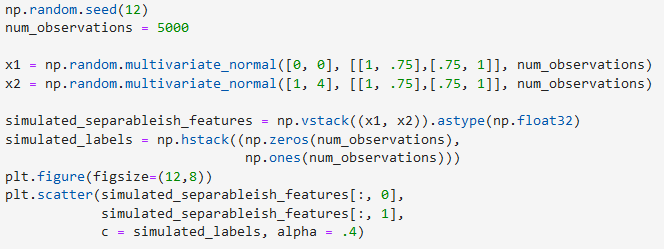 np.random.seed(12)
num_observations = 5000

x1 = np.random.multivariate_normal([0, 0], [[1, .75],[.75, 1]], num_observations)
x2 = np.random.multivariate_normal([1, 4], [[1, .75],[.75, 1]], num_observations)

simulated_separableish_features = np.vstack((x1, x2)).astype(np.float32)
simulated_labels = np.hstack((np.zeros(num_observations),
                              np.ones(num_observations)))
plt.figure(figsize=(12,8))
plt.scatter(simulated_separableish_features[:, 0],
            simulated_separableish_features[:, 1],
            c = simulated_labels, alpha = .4)